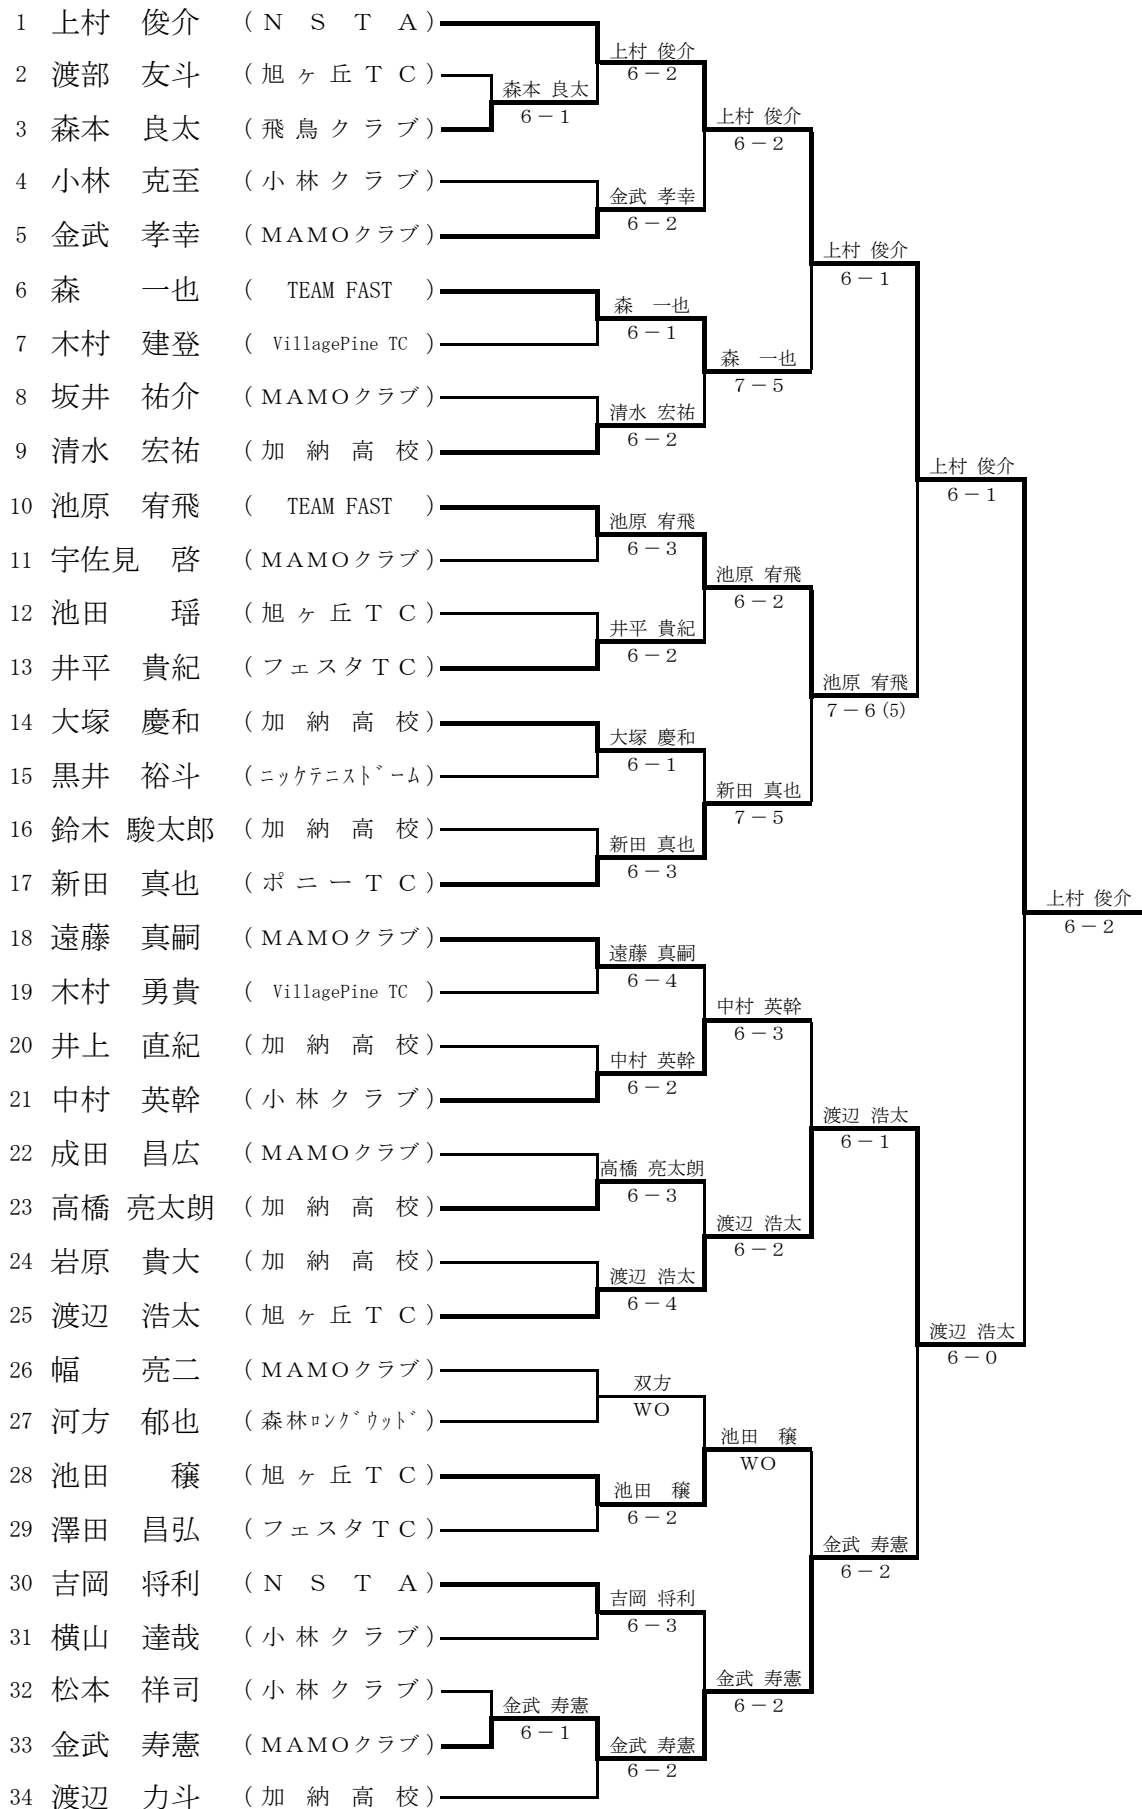 1 上村 俊介 (N S T A)
2 渡部 友斗 (旭ヶ丘TC)
3 森本 良太 (飛鳥クラブ)
4 小林 克至 (小林クラブ)
5 金武 孝幸 (MAMOクラブ)
6 森 一也 ( TEAM FAST )
7 木村 建登 ( VillagePine TC )
8 坂井 祐介 (MAMOクラブ)
9 清水 宏祐 (加納高校)
10 池原 宥飛 ( TEAM FAST )
11 宇佐見 啓 (MAMOクラブ)
12 池田 瑶 (旭ヶ丘TC)
13 井平 貴紀 (フェスタTC)
14 大塚 慶和 (加納高校)
15 黒井 裕斗 (ニッケテニスドーム)
16 鈴木 駿太郎 (加納高校)
17 新田 真也 (ポニーTC)
18 遠藤 真嗣 (MAMOクラブ)
19 木村 勇貴 ( VillagePine TC )
20 井上 直紀 (加納高校)
21 中村 英幹 (小林クラブ)
22 成田 昌広 (MAMOクラブ)
23 高橋 亮太朗 (加納高校)
24 岩原 貴大 (加納高校)
25 渡辺 浩太 (旭ヶ丘TC)
26 幅 亮二 (MAMOクラブ)
27 河方 郁也 (森林ロングウッド)
28 池田 穣 (旭ヶ丘TC)
29 澤田 昌弘 (フェスタTC)
30 吉岡 将利 (N S T A)
31 横山 達哉 (小林クラブ)
32 松本 祥司 (小林クラブ)
33 金武 寿憲 (MAMOクラブ)
34 渡辺 力斗 (加納高校)
森本 良太
6-1
金武 寿憲
6-1
上村 俊介
6-2
金武 孝幸
6-2
森 一也
6-1
清水 宏祐
6-2
池原 宥飛
6-3
井平 貴紀
6-2
大塚 慶和
6-1
新田 真也
6-3
遠藤 真嗣
6-4
中村 英幹
6-2
高橋 亮太朗
6-3
渡辺 浩太
6-4
双方
WO
池田 穣
6-2
吉岡 将利
6-3
金武 寿憲
6-2
上村 俊介
6-2
森 一也
7-5
池原 宥飛
6-2
新田 真也
7-5
中村 英幹
6-3
渡辺 浩太
6-2
池田 穣
WO
金武 寿憲
6-2
上村 俊介
6-1
池原 宥飛
7-6(5)
渡辺 浩太
6-1
金武 寿憲
6-2
上村 俊介
6-1
渡辺 浩太
6-0
上村 俊介
6-2